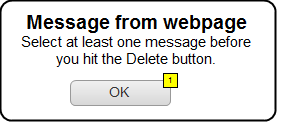 Message from webpage
Select at least one message before
you hit the Delete button.
OK
1